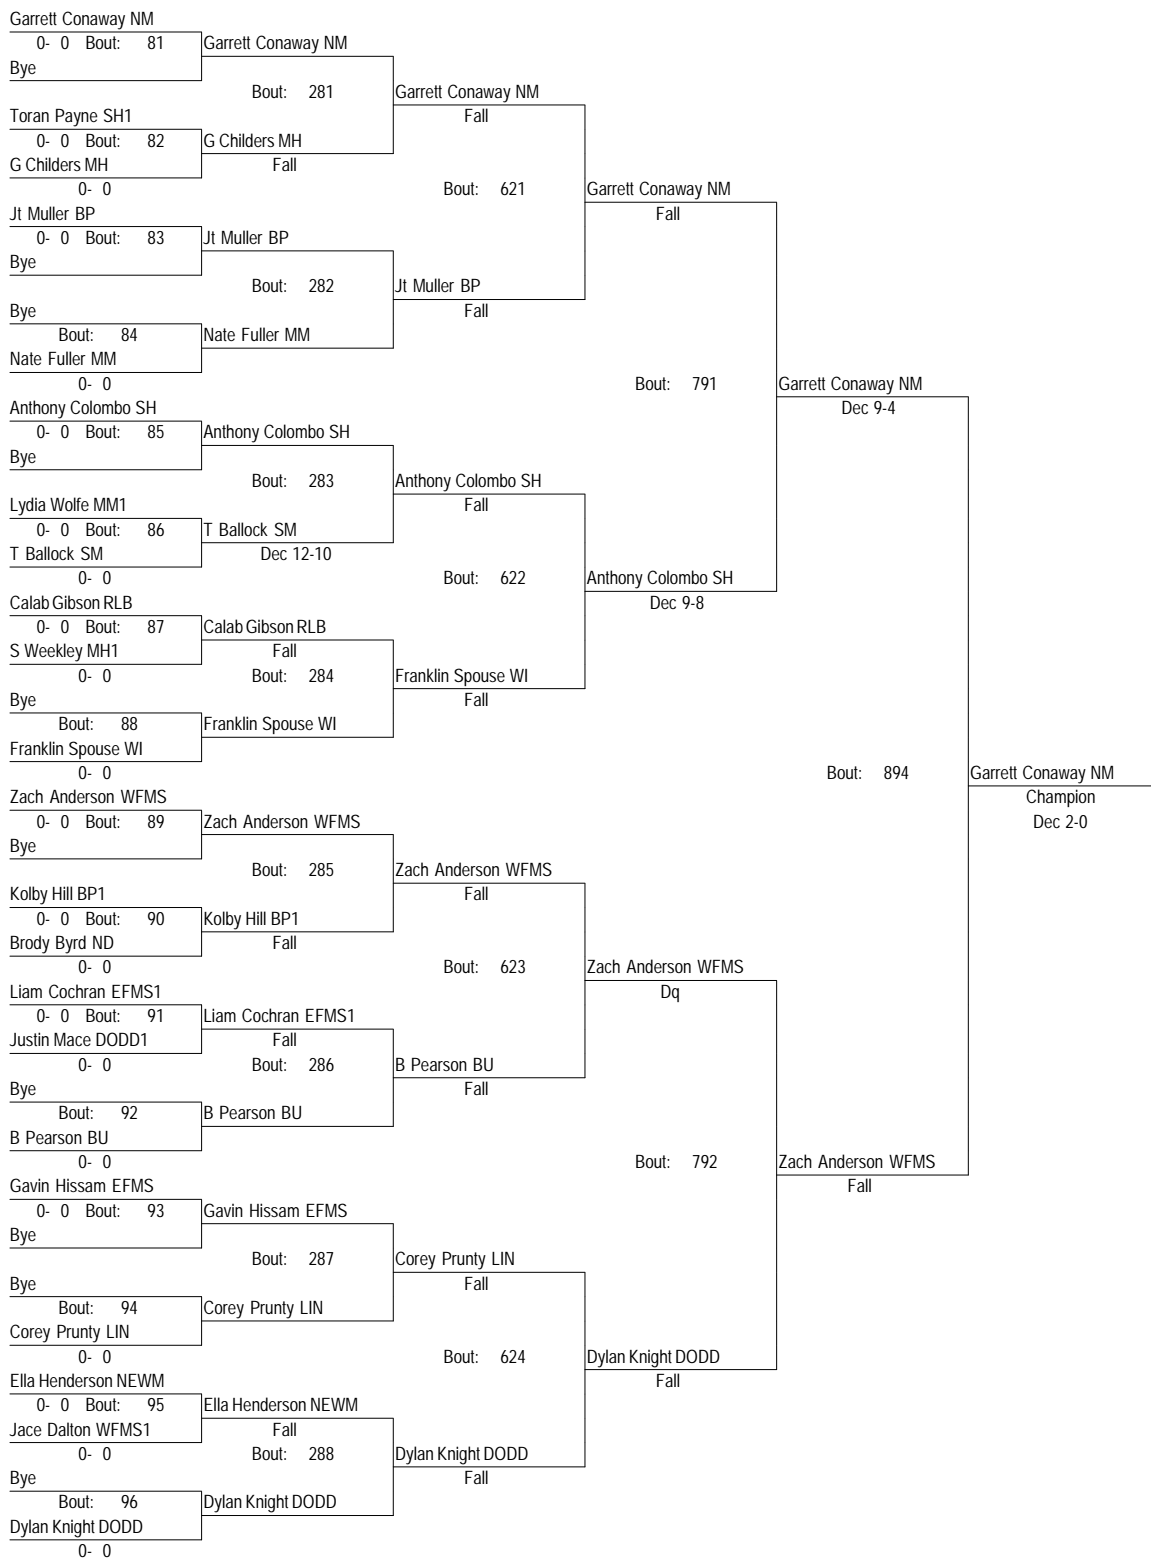 Garrett Conaway NM
0- 0 Bout: 81
Garrett Conaway NM
Bye
Bout: 281
Garrett Conaway NM
Toran Payne SH1
Fall
0- 0 Bout: 82
G Childers MH
G Childers MH
Fall
0- 0
Bout: 621
Garrett Conaway NM
Jt Muller BP
Fall
0- 0 Bout: 83
Jt Muller BP
Bye
Bout: 282
Jt Muller BP
Bye
Fall
Bout: 84
Nate Fuller MM
Nate Fuller MM
0- 0
Bout: 791
Garrett Conaway NM
Anthony Colombo SH
Dec 9-4
0- 0 Bout: 85
Anthony Colombo SH
Bye
Bout: 283
Anthony Colombo SH
Lydia Wolfe MM1
Fall
0- 0 Bout: 86
T Ballock SM
T Ballock SM
Dec 12-10
0- 0
Bout: 622
Anthony Colombo SH
Calab Gibson RLB
Dec 9-8
0- 0 Bout: 87
Calab Gibson RLB
S Weekley MH1
Fall
0- 0
Bout: 284
Franklin Spouse WI
Bye
Fall
Bout: 88
Franklin Spouse WI
Franklin Spouse WI
0- 0
Bout: 894
Garrett Conaway NM
Zach Anderson WFMS
Champion
0- 0 Bout: 89
Zach Anderson WFMS
Dec 2-0
Bye
Bout: 285
Zach Anderson WFMS
Kolby Hill BP1
Fall
0- 0 Bout: 90
Kolby Hill BP1
Brody Byrd ND
Fall
0- 0
Bout: 623
Zach Anderson WFMS
Liam Cochran EFMS1
Dq
0- 0 Bout: 91
Liam Cochran EFMS1
Justin Mace DODD1
Fall
0- 0
Bout: 286
B Pearson BU
Bye
Fall
Bout: 92
B Pearson BU
B Pearson BU
0- 0
Bout: 792
Zach Anderson WFMS
Gavin Hissam EFMS
Fall
0- 0 Bout: 93
Gavin Hissam EFMS
Bye
Bout: 287
Corey Prunty LIN
Bye
Fall
Bout: 94
Corey Prunty LIN
Corey Prunty LIN
0- 0
Bout: 624
Dylan Knight DODD
Ella Henderson NEWM
Fall
0- 0 Bout: 95
Ella Henderson NEWM
Jace Dalton WFMS1
Fall
0- 0
Bout: 288
Dylan Knight DODD
Bye
Fall
Bout: 96
Dylan Knight DODD
Dylan Knight DODD
0- 0